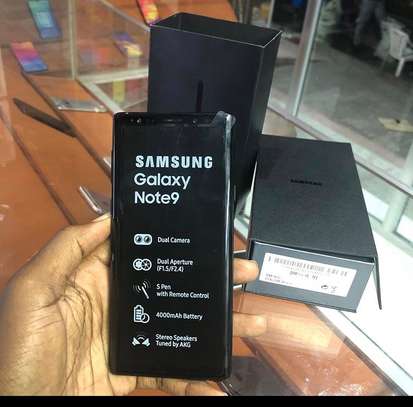 SAMSUNG
Galaxy
Note9
Dual Camera
Dual Aperture
(F1.5/F2.4)
S Pen
with Remote Control
4000mAh Battery
Stereo Speakers
Tuned by AKG
SAMSUNG